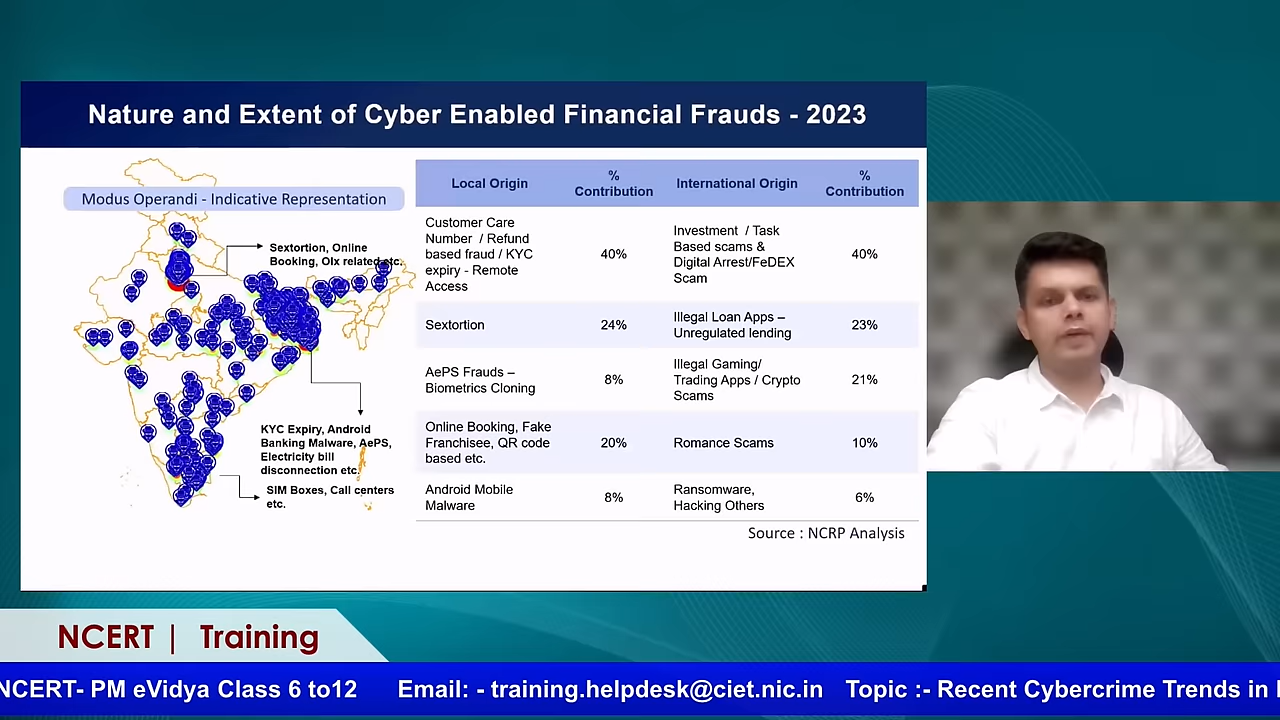 Nature and Extent of Cyber Enabled Financial Frauds - 2023
Modus Operandi - Indicative Representation
Sextortion, Online
Booking, Olx related etc.
KYC Expiry, Android
Banking Malware, AePS,
Electricity bill
disconnection etc.
SIM Boxes, Call centers
etc.
Local Origin
%
Contribution
International Origin
%
Contribution
Customer Care
Number / Refund
based fraud / KYC
expiry - Remote
Access
40%
Investment / Task
Based scams &
Digital Arrest/FeDEX
Scam
40%
Sextortion
24%
Illegal Loan Apps –
Unregulated lending
23%
AePS Frauds –
Biometrics Cloning
8%
Illegal Gaming/
Trading Apps / Crypto
Scams
21%
Online Booking, Fake
Franchisee, QR code
based etc.
20%
Romance Scams
10%
Android Mobile
Malware
8%
Ransomware,
Hacking Others
6%
Source : NCRP Analysis
NCERT | Training
NCERT- PM eVidya Class 6 to12 Email: - training.helpdesk@ciet.nic.in Topic :- Recent Cybercrime Trends in